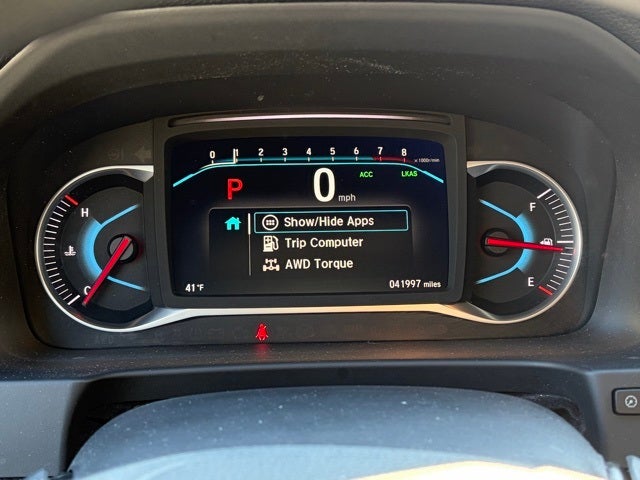 0 1 2 3 4 5 6 7 8 x 1000r/min
P 0 mph ACC LKAS
H
C
Show/Hide Apps
Trip Computer
AWD Torque
41°F 041997 miles
F
E